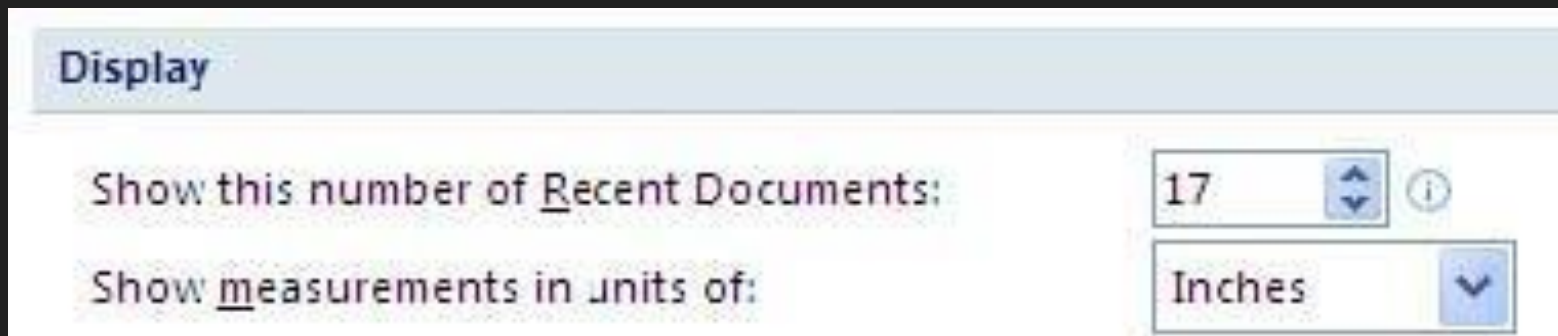 Display
Show this number of Recent Documents: 17
Show measurements in units of: Inches